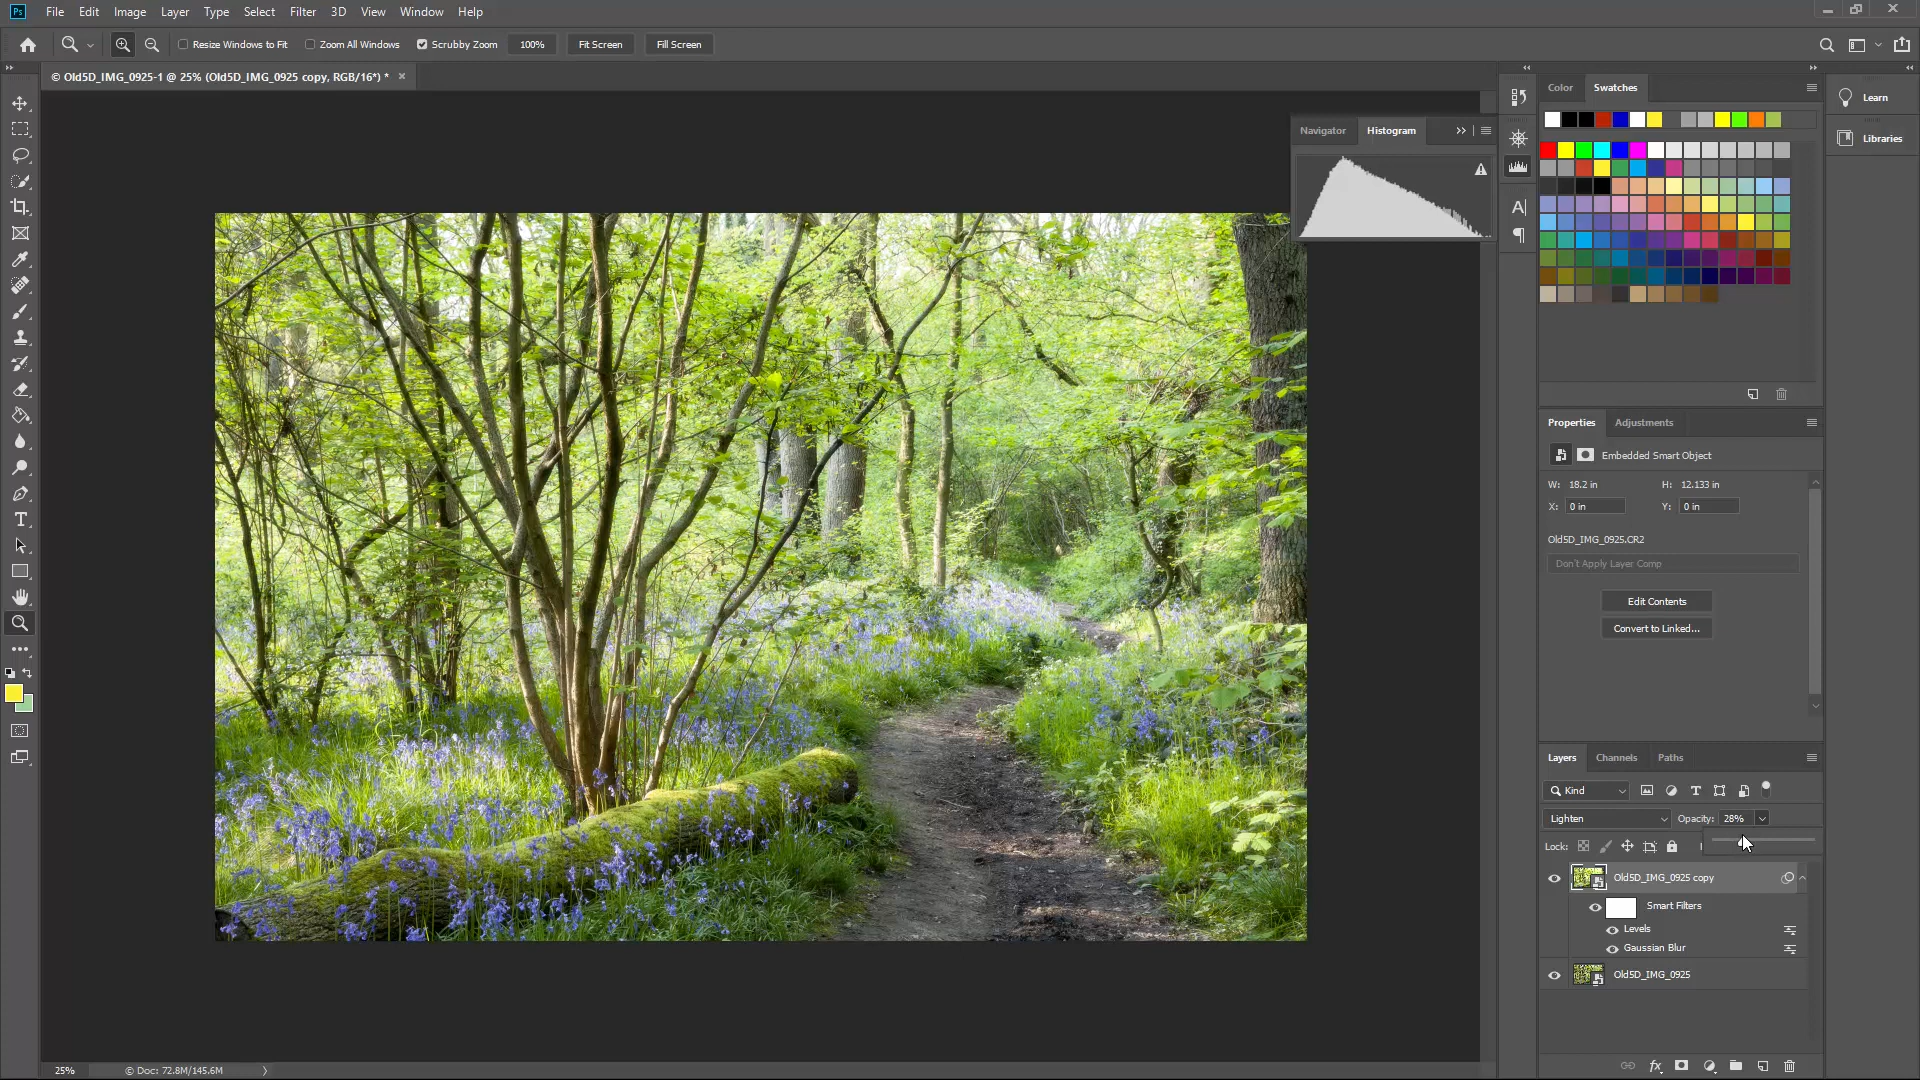 Ps File Edit Image Layer Type Select Filter 3D View Window Help
Resize Windows to Fit Zoom All Windows Scrubby Zoom 100% Fit Screen Fill Screen
© Old5D_IMG_0925-1 @ 25% (Old5D_IMG_0925 copy, RGB/16*) * ×
Navigator Histogram
Color Swatches
Learn
Libraries
Properties Adjustments
Embedded Smart Object
W: 18.2 in H: 12.133 in
X: 0 in Y: 0 in
Old5D_IMG_0925.CR2
Don't Apply Layer Comp
Edit Contents
Convert to Linked...
Layers Channels Paths
Kind
Lighten Opacity: 28%
Lock:
Old5D_IMG_0925 copy
Smart Filters
Levels
Gaussian Blur
Old5D_IMG_0925
fx
25% © Doc: 72.8M/145.6M